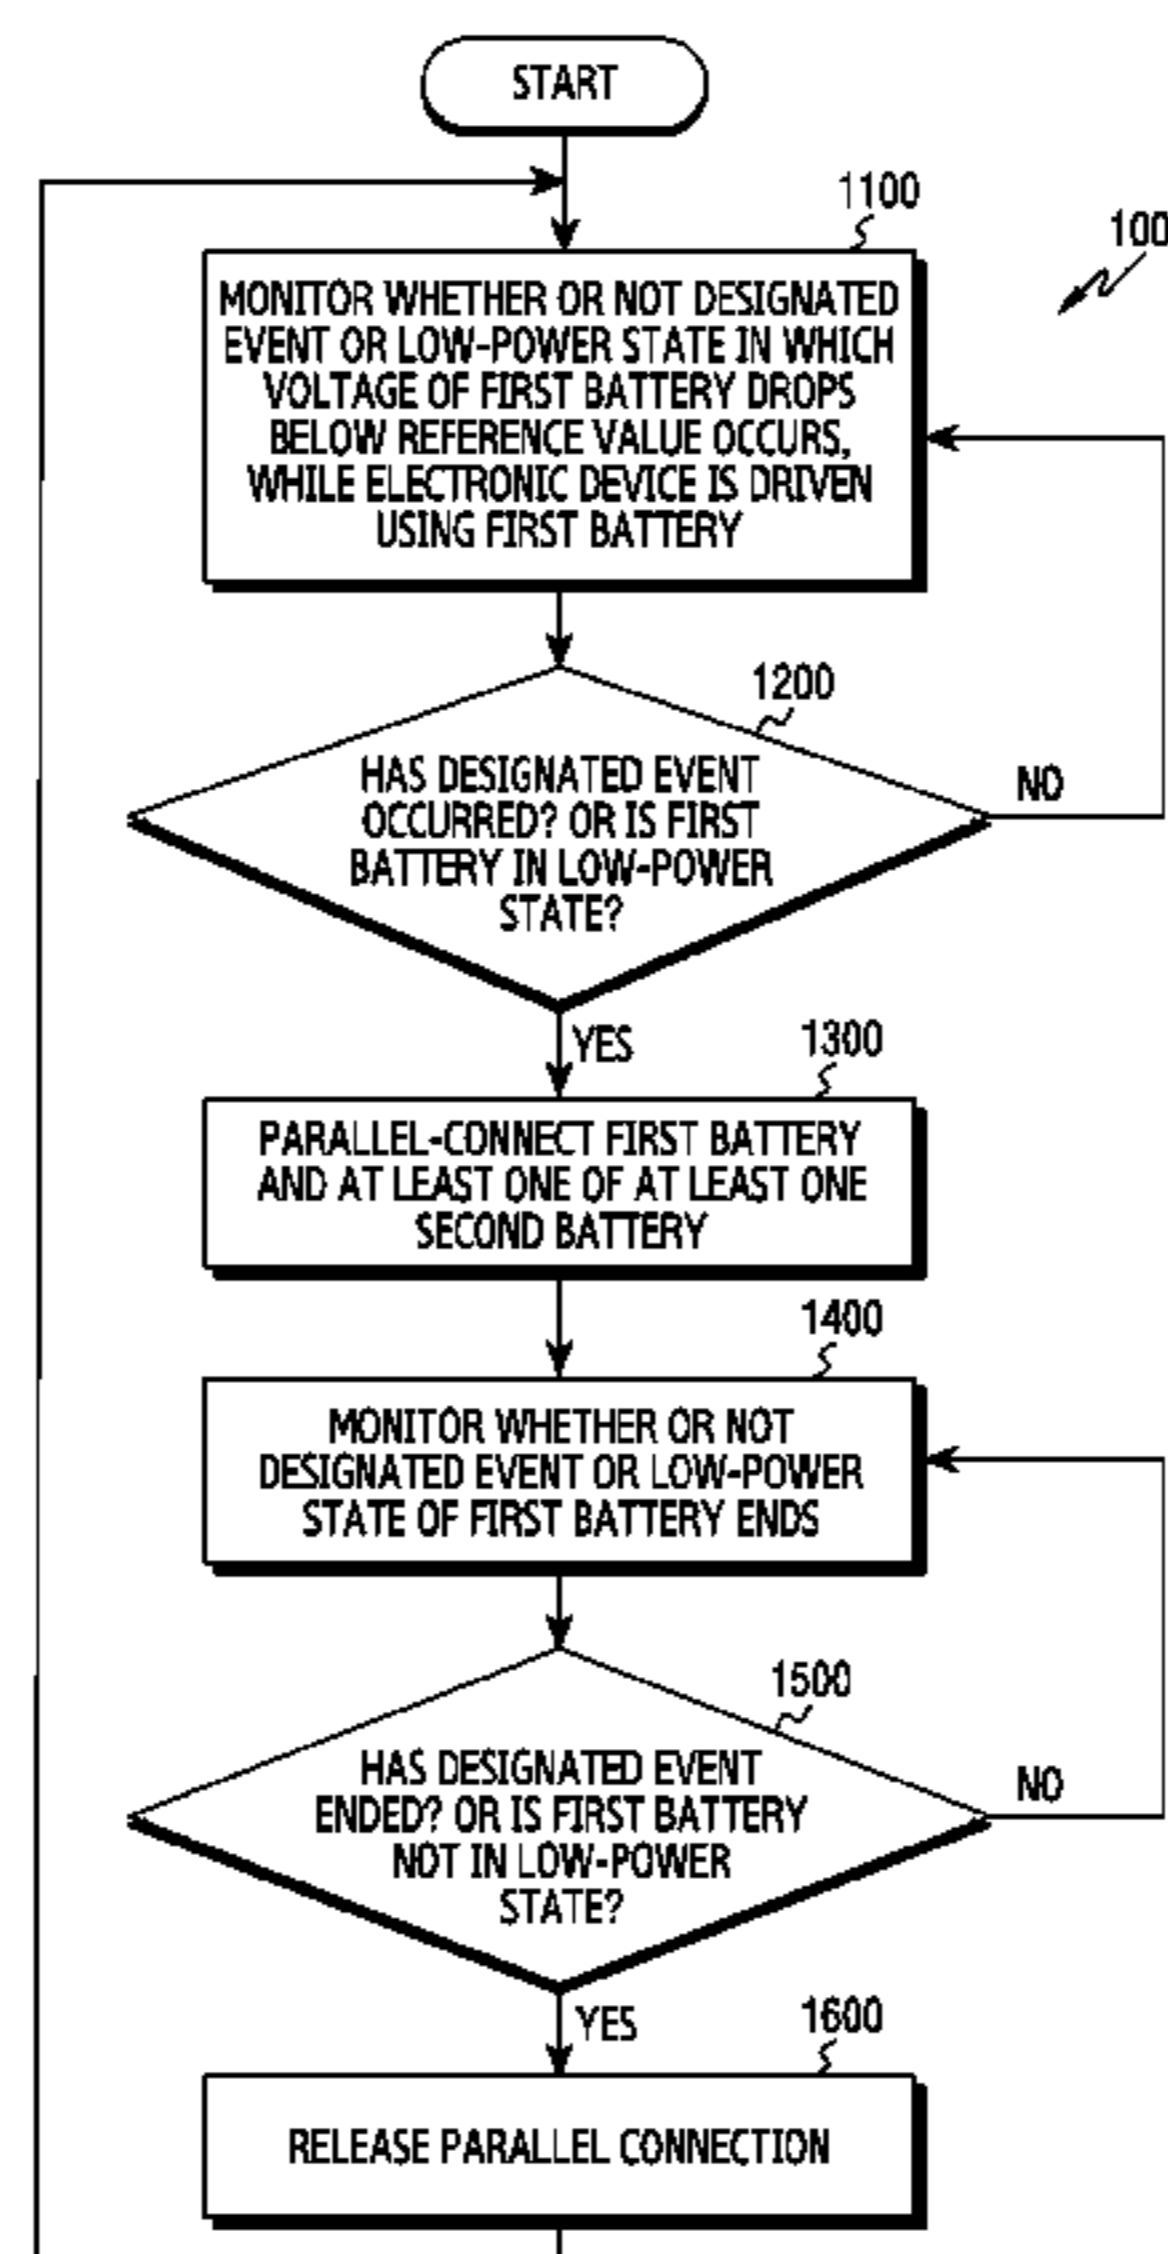 START
1100
100
MONITOR WHETHER OR NOT DESIGNATED
EVENT OR LOW-POWER STATE IN WHICH
VOLTAGE OF FIRST BATTERY DROPS
BELOW REFERENCE VALUE OCCURS,
WHILE ELECTRONIC DEVICE IS DRIVEN
USING FIRST BATTERY
1200
HAS DESIGNATED EVENT
OCCURRED? OR IS FIRST
BATTERY IN LOW-POWER
STATE?
NO
YES
1300
PARALLEL-CONNECT FIRST BATTERY
AND AT LEAST ONE OF AT LEAST ONE
SECOND BATTERY
1400
MONITOR WHETHER OR NOT
DESIGNATED EVENT OR LOW-POWER
STATE OF FIRST BATTERY ENDS
1500
HAS DESIGNATED EVENT
ENDED? OR IS FIRST BATTERY
NOT IN LOW-POWER
STATE?
NO
YES
1600
RELEASE PARALLEL CONNECTION